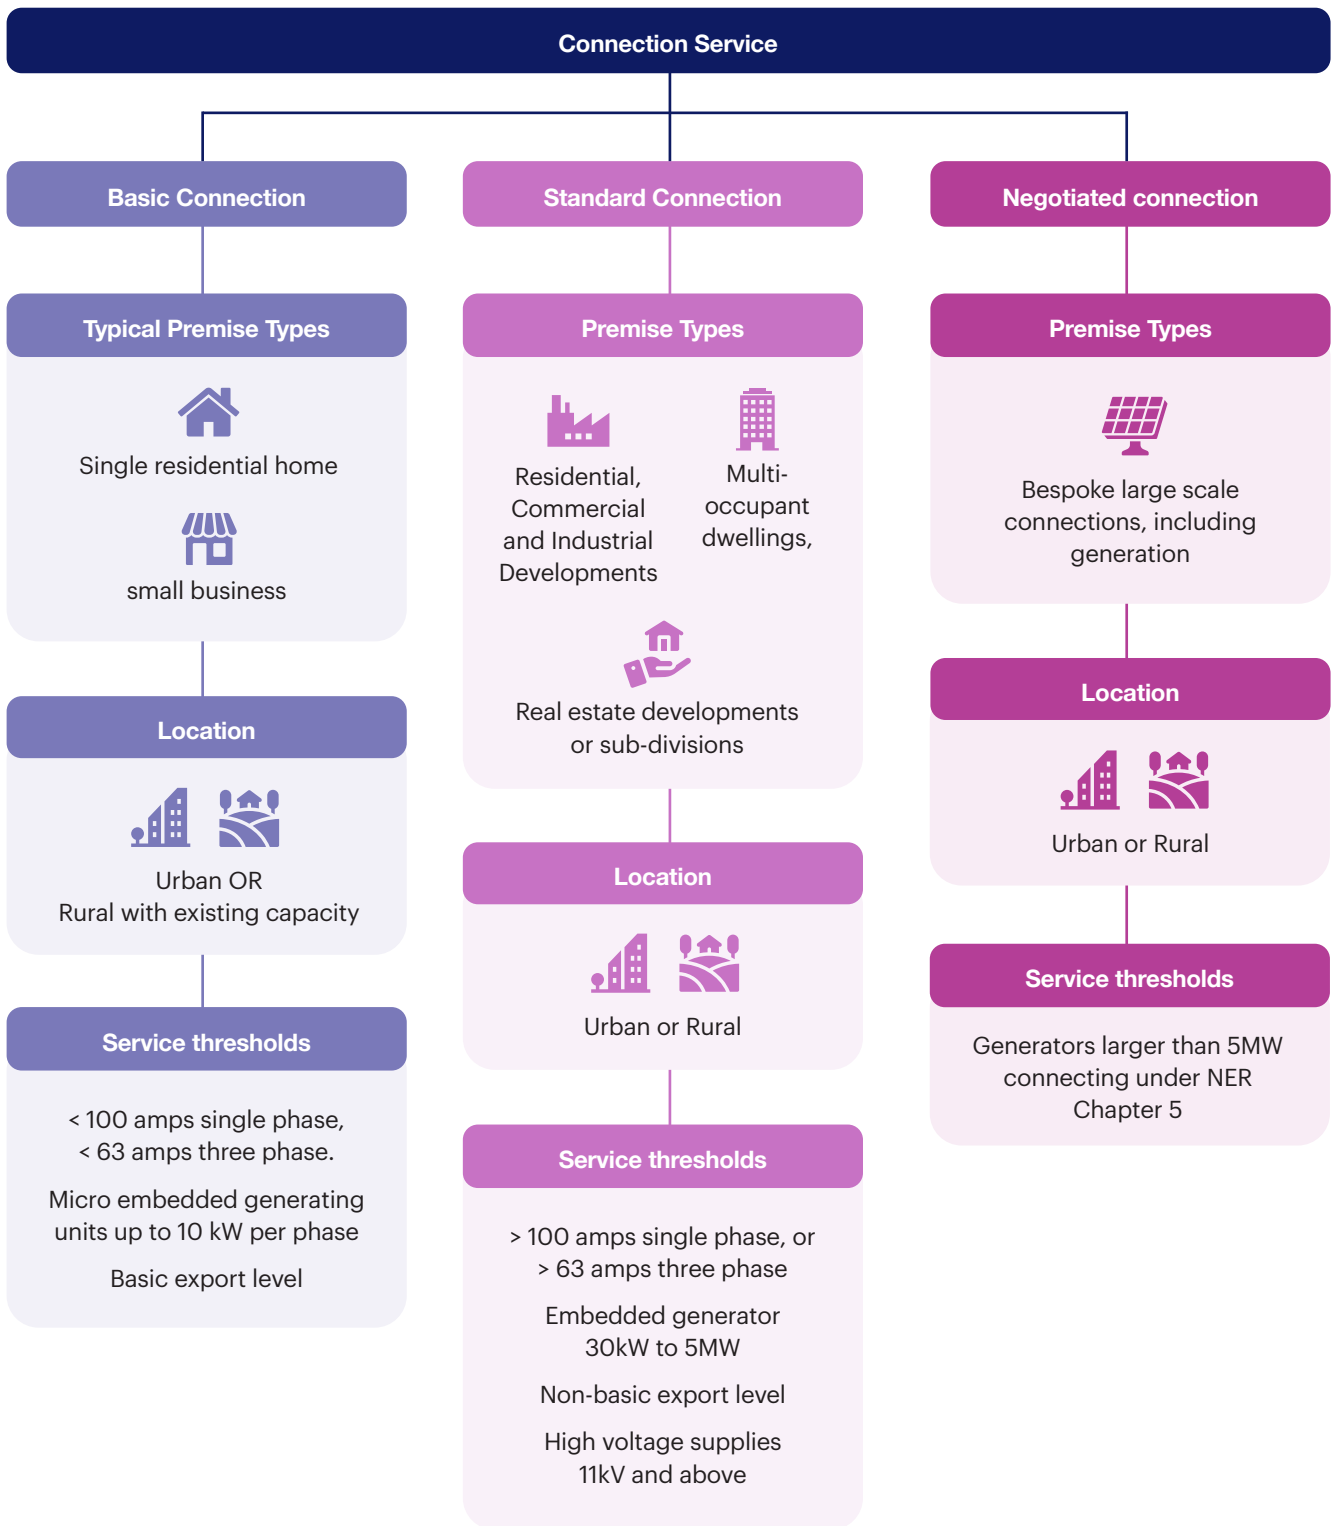 Connection Service
Basic Connection
Typical Premise Types
Single residential home
small business
Location
Urban OR
Rural with existing capacity
Service thresholds
< 100 amps single phase,
< 63 amps three phase.
Micro embedded generating
units up to 10 kW per phase
Basic export level
Standard Connection
Premise Types
Residential,
Commercial
and Industrial
Developments
Multi-
occupant
dwellings,
Real estate developments
or sub-divisions
Location
Urban or Rural
Service thresholds
> 100 amps single phase, or
> 63 amps three phase
Embedded generator
30kW to 5MW
Non-basic export level
High voltage supplies
11kV and above
Negotiated connection
Premise Types
Bespoke large scale
connections, including
generation
Location
Urban or Rural
Service thresholds
Generators larger than 5MW
connecting under NER
Chapter 5